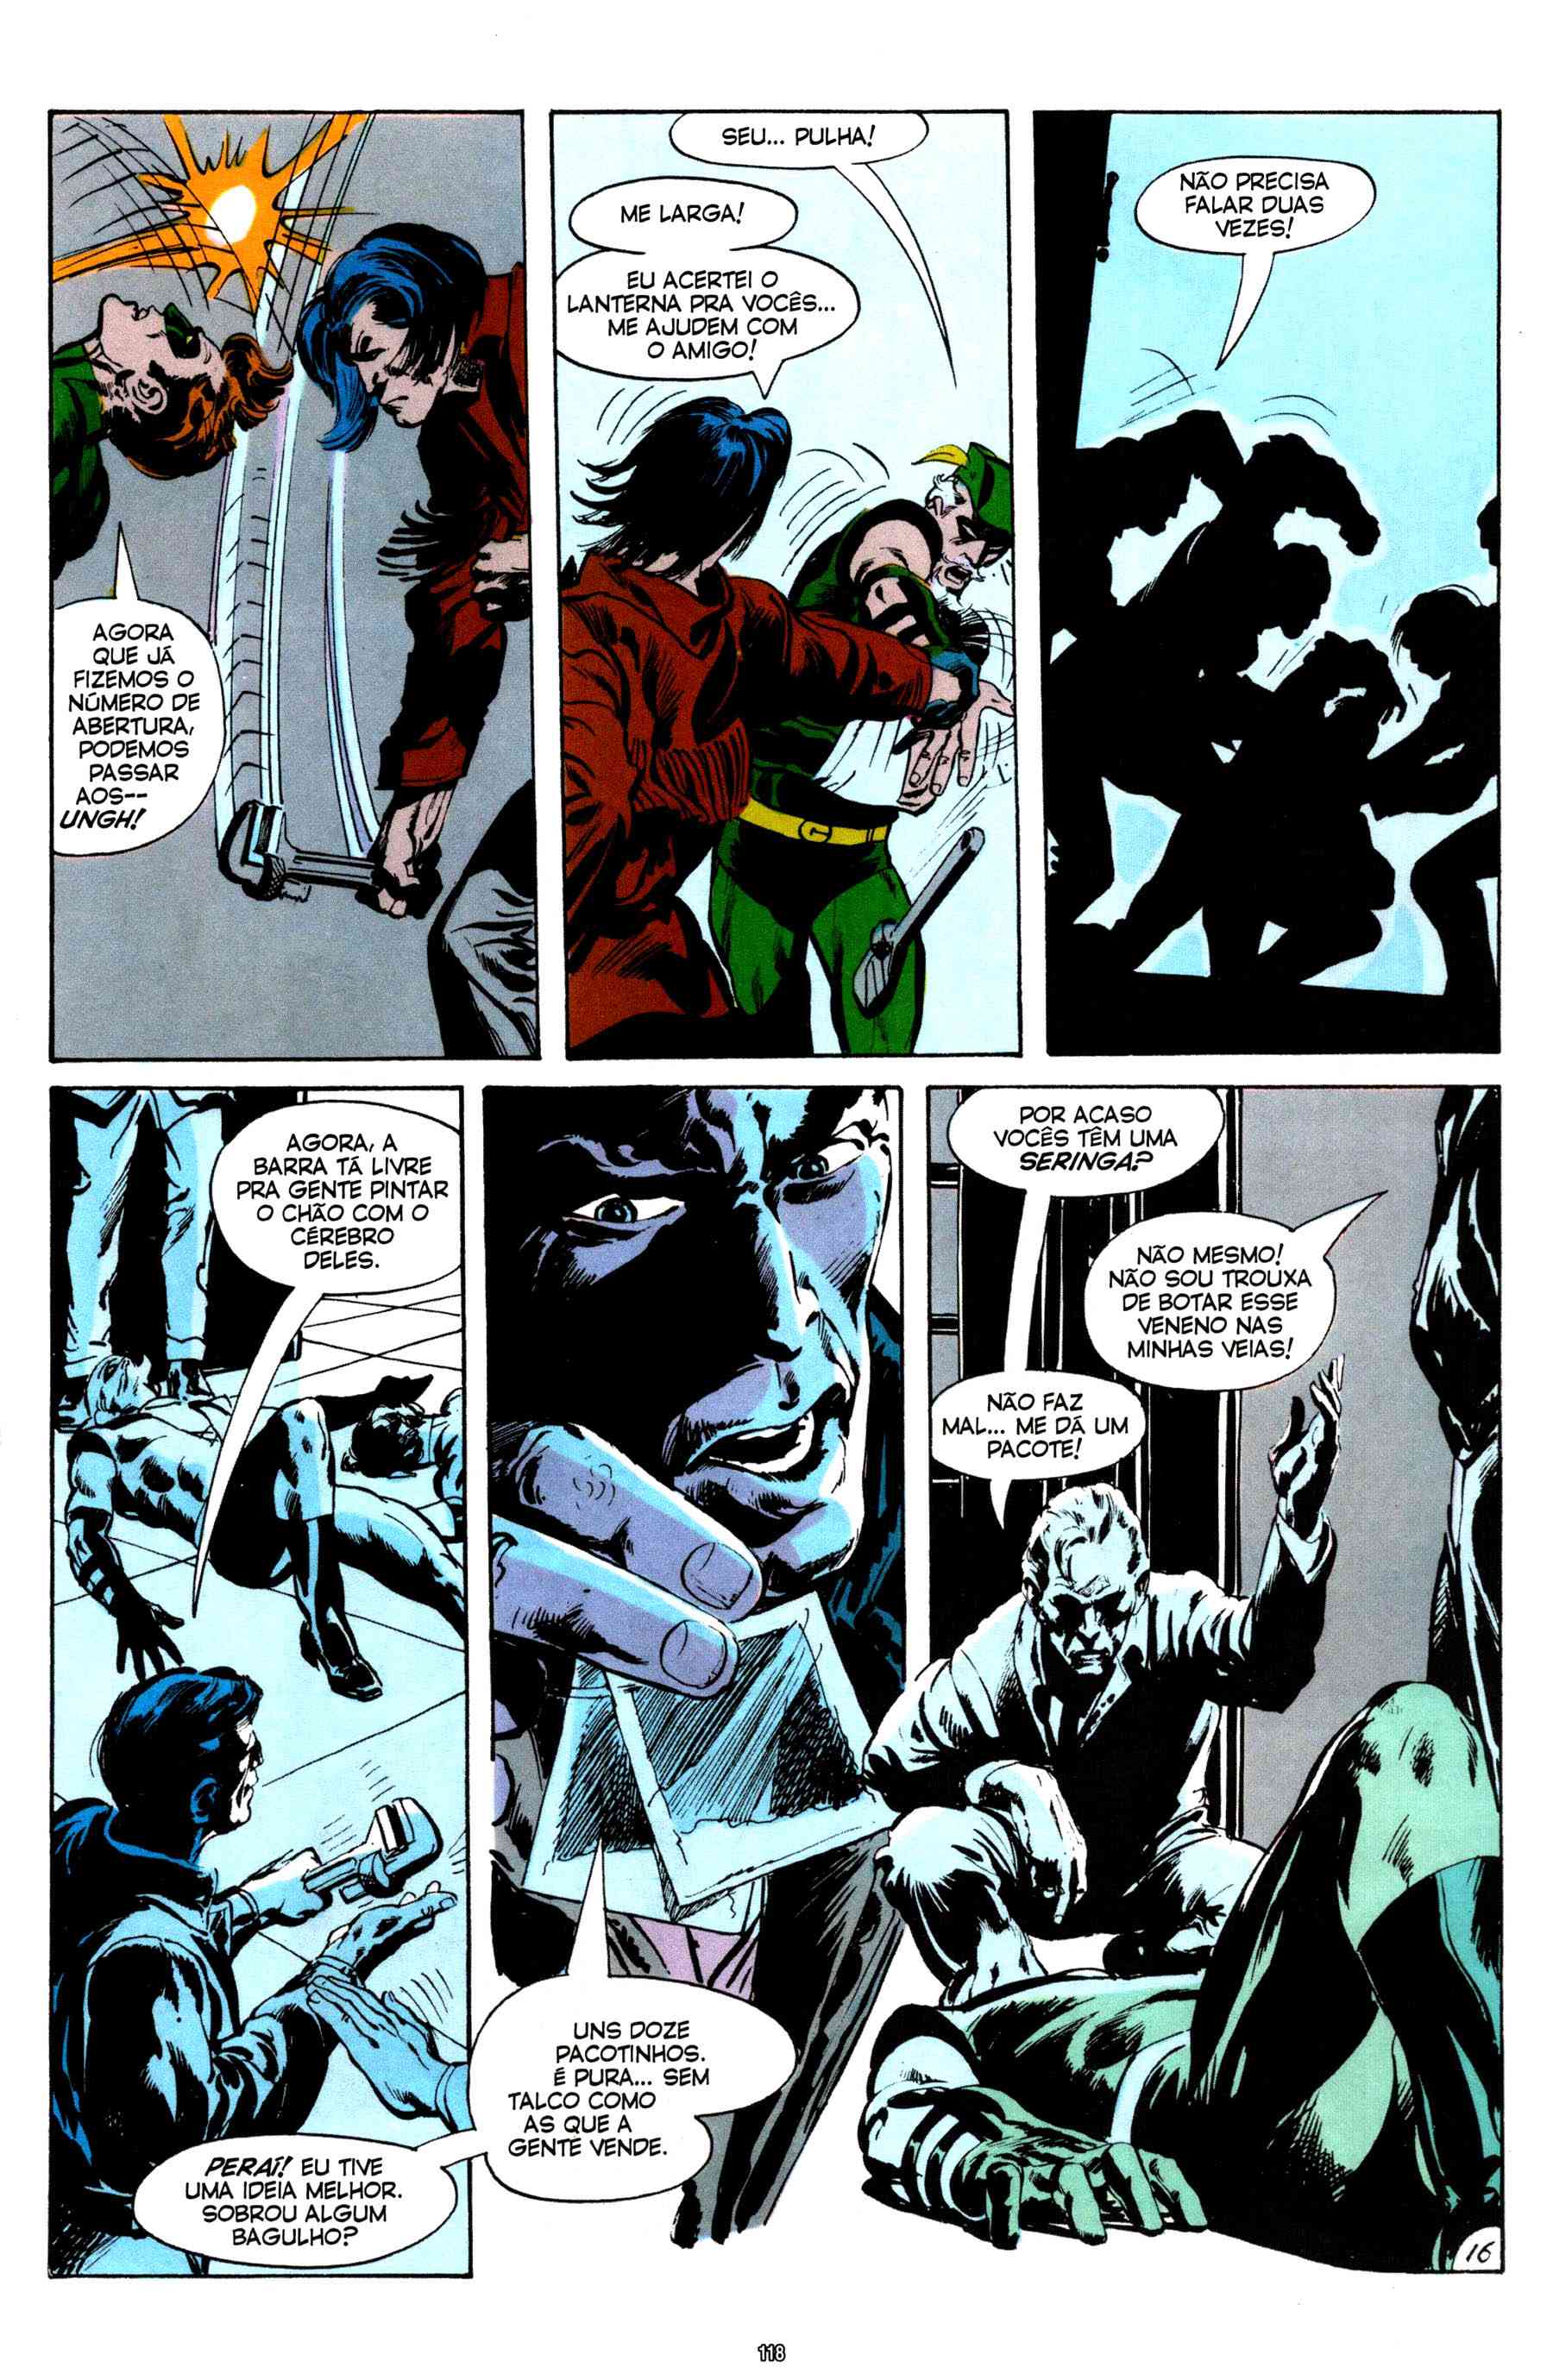 AGORA
QUE JÁ
FIZEMOS O
NÚMERO DE
ABERTURA,
PODEMOS
PASSAR
AOS--
UNGH!
SEU... PULHA!
ME LARGA!
EU ACERTEI O
LANTERNA PRA VOCÊS...
ME AJUDEM COM
O AMIGO!
G
NÃO PRECISA
FALAR DUAS
VEZES!
AGORA, A
BARRA TÁ LIVRE
PRA GENTE PINTAR
O CHÃO COM O
CÉREBRO
DELES.
PERAÍ! EU TIVE
UMA IDEIA MELHOR.
SOBROU ALGUM
BAGULHO?
UNS DOZE
PACOTINHOS.
É PURA... SEM
TALCO COMO
AS QUE A
GENTE VENDE.
POR ACASO
VOCÊS TÊM UMA
SERINGA?
NÃO MESMO!
NÃO SOU TROUXA
DE BOTAR ESSE
VENENO NAS
MINHAS VEIAS!
NÃO FAZ
MAL... ME DÁ UM
PACOTE!
16
118